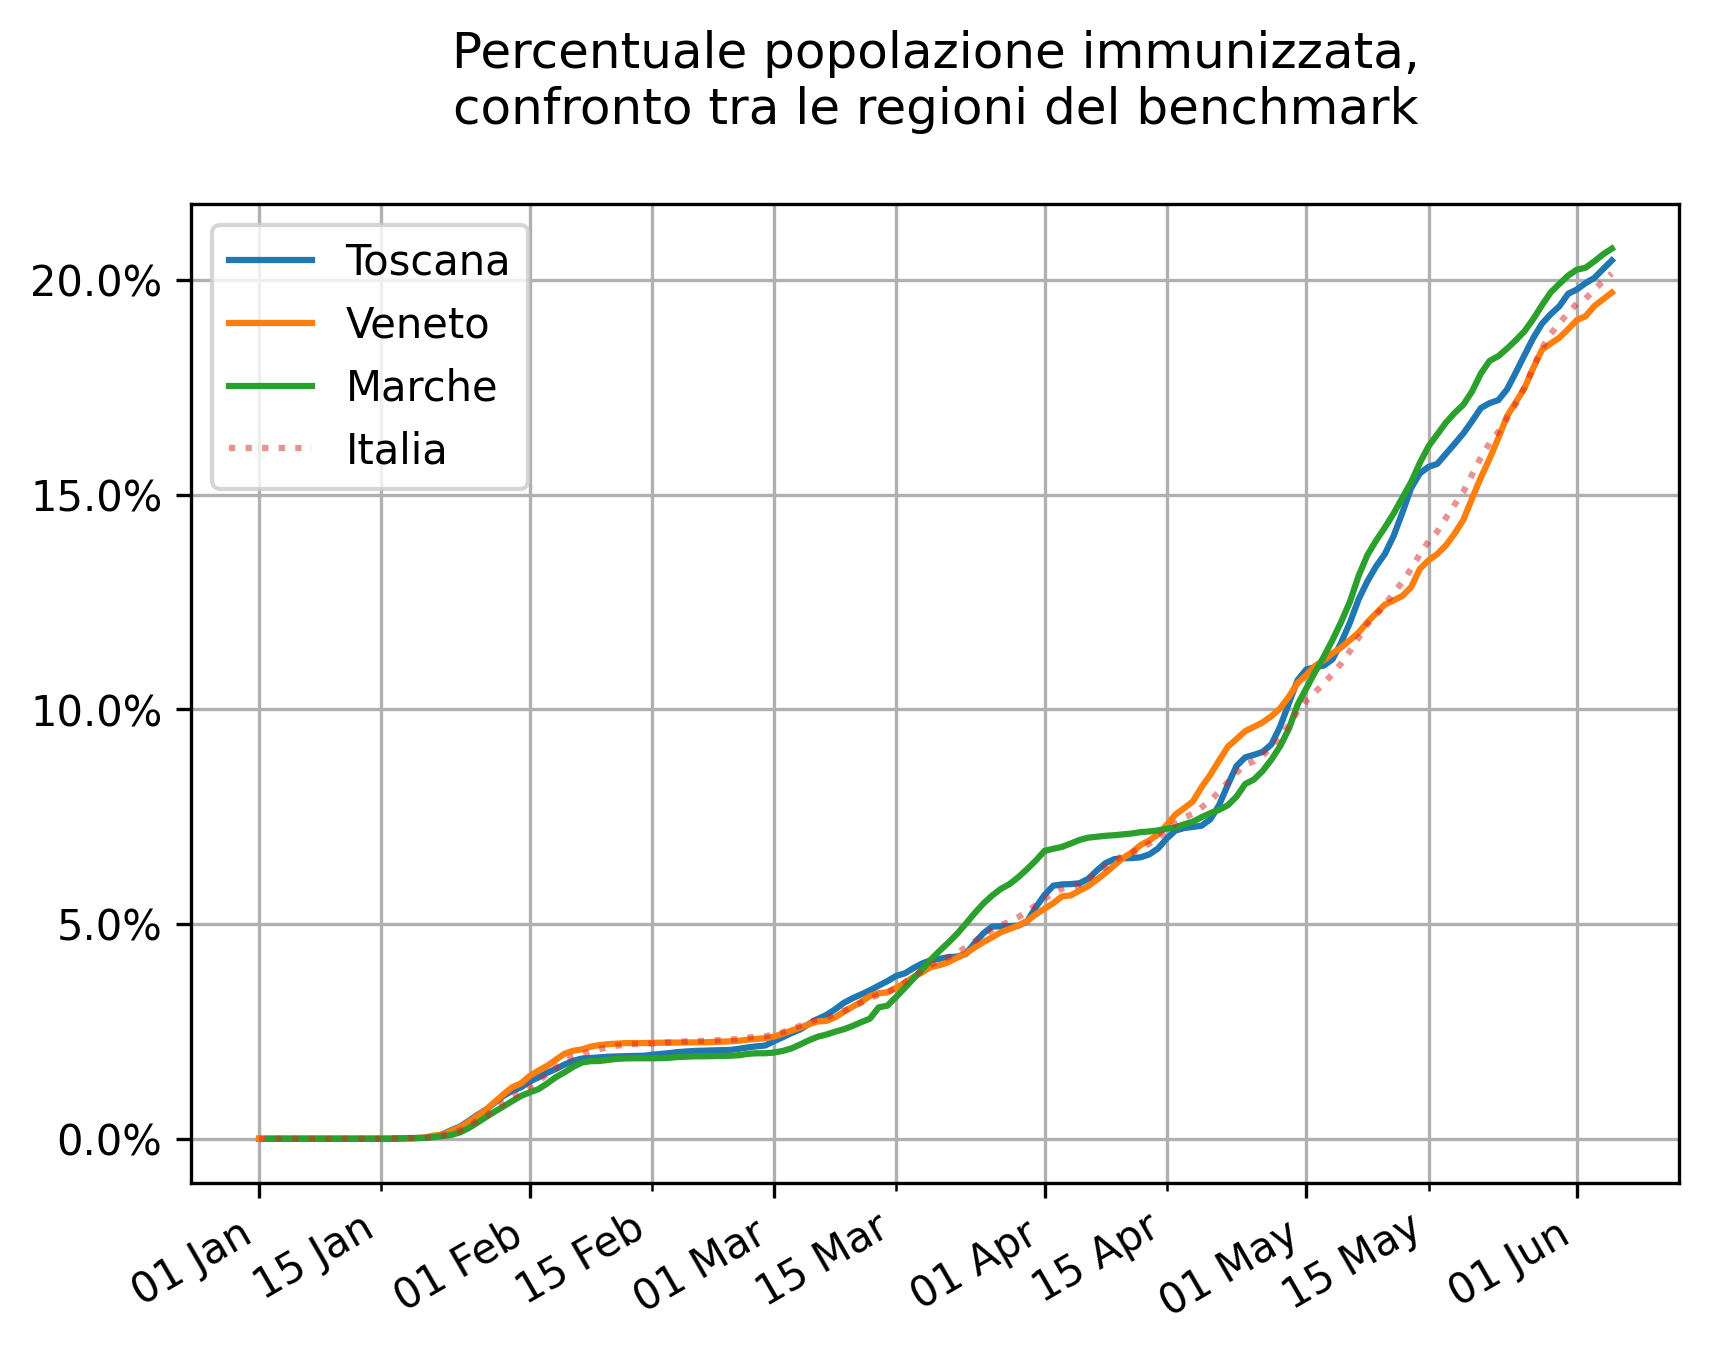 Percentuale popolazione immunizzata,
confronto tra le regioni del benchmark
Toscana
Veneto
Marche
Italia
20.0%
15.0%
10.0%
5.0%
0.0%
01 Jan
15 Jan
01 Feb
15 Feb
01 Mar
15 Mar
01 Apr
15 Apr
01 May
15 May
01 Jun